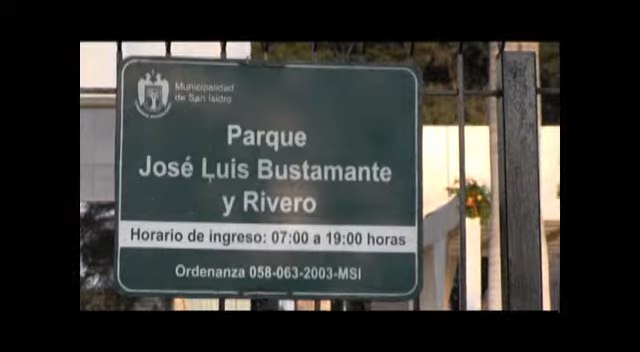 Municipalidad
de San Isidro
Parque
José Luis Bustamante
y Rivero
Horario de ingreso: 07:00 a 19:00 horas
Ordenanza 058-063-2003-MSI